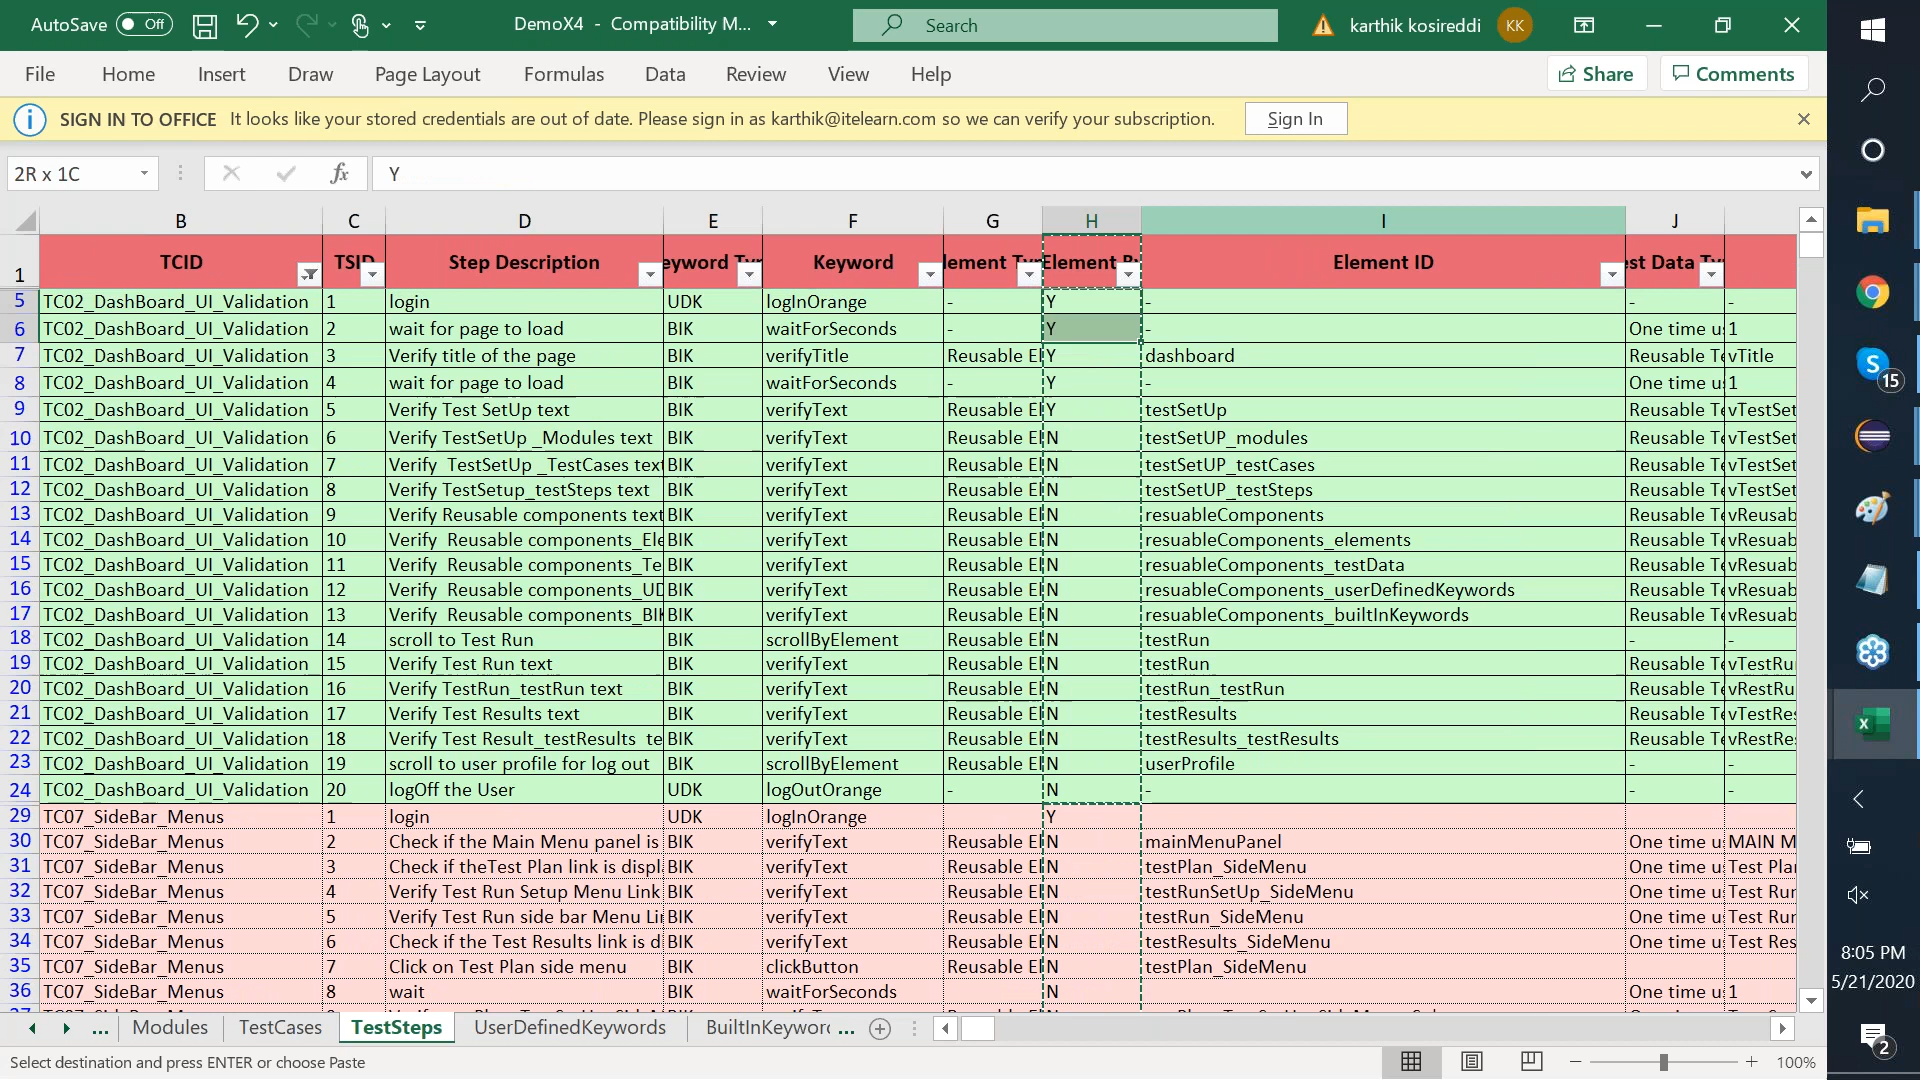 AutoSave Off DemoX4 - Compatibility M... Search karthik kosireddi KK
File Home Insert Draw Page Layout Formulas Data Review View Help Share Comments
SIGN IN TO OFFICE It looks like your stored credentials are out of date. Please sign in as karthik@itelearn.com so we can verify your subscription. Sign In
2R x 1C fx Y
B C D E F G H I J
1 TCID TSID Step Description eyword Typ Keyword lement Typ Element B Element ID est Data Ty
5 TC02_DashBoard_UI_Validation 1 login UDK logInOrange - Y - - -
6 TC02_DashBoard_UI_Validation 2 wait for page to load BIK waitForSeconds - Y - One time u 1
7 TC02_DashBoard_UI_Validation 3 Verify title of the page BIK verifyTitle Reusable El Y dashboard Reusable Te vTitle
8 TC02_DashBoard_UI_Validation 4 wait for page to load BIK waitForSeconds - Y - One time u 1
9 TC02_DashBoard_UI_Validation 5 Verify Test SetUp text BIK verifyText Reusable El Y testSetUp Reusable Te vTestSet
10 TC02_DashBoard_UI_Validation 6 Verify TestSetUp _Modules text BIK verifyText Reusable El N testSetUP_modules Reusable Te vTestSet
11 TC02_DashBoard_UI_Validation 7 Verify TestSetUp _TestCases text BIK verifyText Reusable El N testSetUP_testCases Reusable Te vTestSet
12 TC02_DashBoard_UI_Validation 8 Verify TestSetup_testSteps text BIK verifyText Reusable El N testSetUP_testSteps Reusable Te vTestSet
13 TC02_DashBoard_UI_Validation 9 Verify Reusable components text BIK verifyText Reusable El N resuableComponents Reusable Te vReusab
14 TC02_DashBoard_UI_Validation 10 Verify Reusable components_Ele BIK verifyText Reusable El N resuableComponents_elements Reusable Te vResuab
15 TC02_DashBoard_UI_Validation 11 Verify Reusable components_Te BIK verifyText Reusable El N resuableComponents_testData Reusable Te vResuab
16 TC02_DashBoard_UI_Validation 12 Verify Reusable components_UD BIK verifyText Reusable El N resuableComponents_userDefinedKeywords Reusable Te vResuab
17 TC02_DashBoard_UI_Validation 13 Verify Reusable components_BIK BIK verifyText Reusable El N resuableComponents_builtInKeywords Reusable Te vResuab
18 TC02_DashBoard_UI_Validation 14 scroll to Test Run BIK scrollByElement Reusable El N testRun - -
19 TC02_DashBoard_UI_Validation 15 Verify Test Run text BIK verifyText Reusable El N testRun Reusable Te vTestRu
20 TC02_DashBoard_UI_Validation 16 Verify TestRun_testRun text BIK verifyText Reusable El N testRun_testRun Reusable Te vRestRu
21 TC02_DashBoard_UI_Validation 17 Verify Test Results text BIK verifyText Reusable El N testResults Reusable Te vTestRes
22 TC02_DashBoard_UI_Validation 18 Verify Test Result_testResults te BIK verifyText Reusable El N testResults_testResults Reusable Te vRestRe
23 TC02_DashBoard_UI_Validation 19 scroll to user profile for log out BIK scrollByElement Reusable El N userProfile - -
24 TC02_DashBoard_UI_Validation 20 logOff the User UDK logOutOrange - N - - -
29 TC07_SideBar_Menus 1 login UDK logInOrange Y
30 TC07_SideBar_Menus 2 Check if the Main Menu panel is BIK verifyText Reusable El N mainMenuPanel One time u MAIN M
31 TC07_SideBar_Menus 3 Check if theTest Plan link is displ BIK verifyText Reusable El N testPlan_SideMenu One time u Test Pla
32 TC07_SideBar_Menus 4 Verify Test Run Setup Menu Link BIK verifyText Reusable El N testRunSetUp_SideMenu One time u Test Run
33 TC07_SideBar_Menus 5 Verify Test Run side bar Menu Li BIK verifyText Reusable El N testRun_SideMenu One time u Test Run
34 TC07_SideBar_Menus 6 Check if the Test Results link is d BIK verifyText Reusable El N testResults_SideMenu One time u Test Res
35 TC07_SideBar_Menus 7 Click on Test Plan side menu BIK clickButton Reusable El N testPlan_SideMenu
36 TC07_SideBar_Menus 8 wait BIK waitForSeconds N One time u 1
... Modules TestCases TestSteps UserDefinedKeywords BuiltInKeywor ...
Select destination and press ENTER or choose Paste 100%
15
8:05 PM
5/21/2020
2